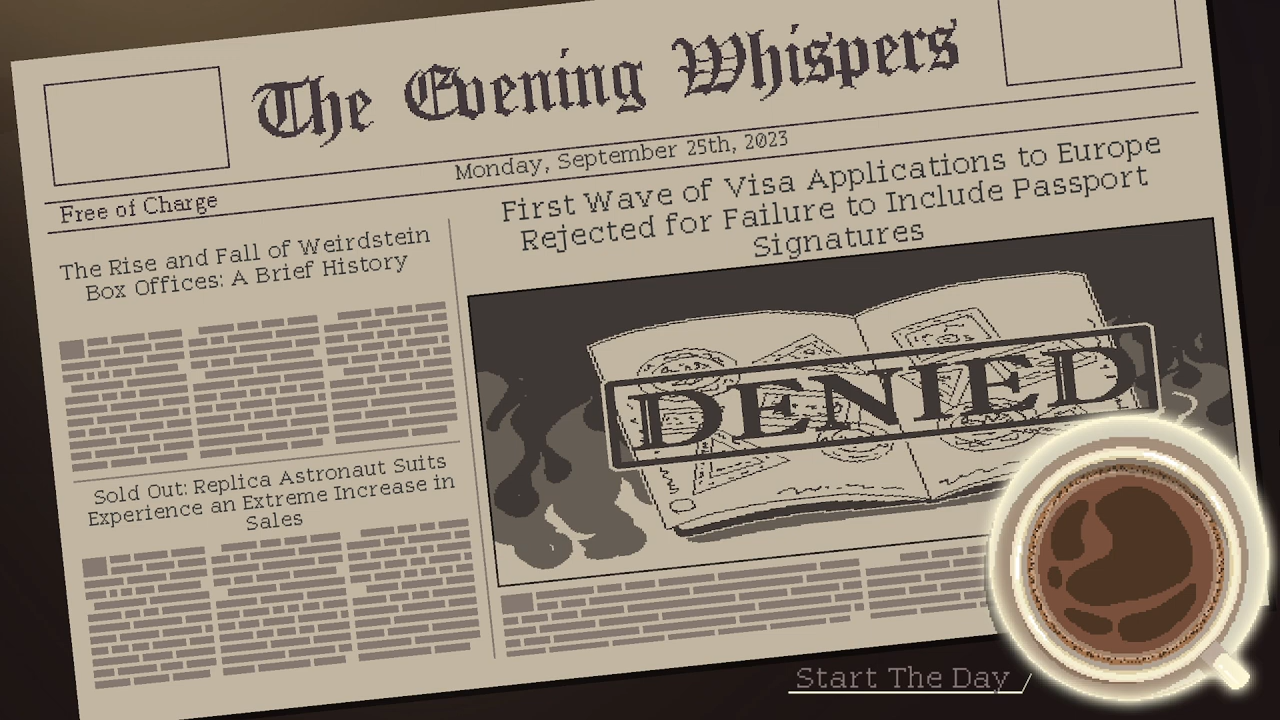 The Evening Whispers
Monday, September 25th, 2023
Free of Charge
The Rise and Fall of Weirdstein
Box Offices: A Brief History
Sold Out: Replica Astronaut Suits
Experience an Extreme Increase in
Sales
First Wave of Visa Applications to Europe
Rejected for Failure to Include Passport
Signatures
DENIED
Start The Day